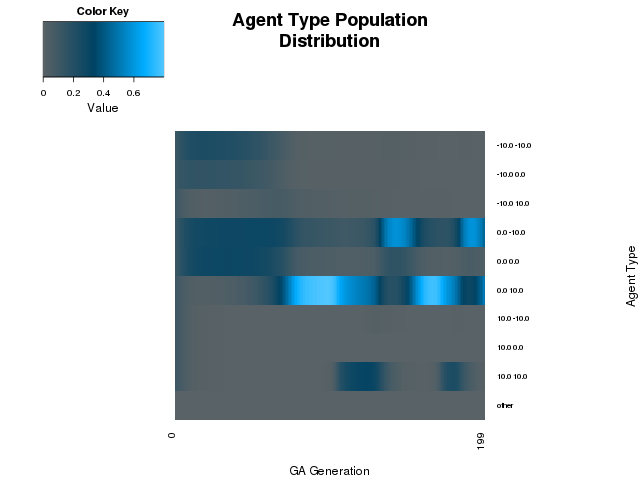 Color Key
0 0.2 0.4 0.6
Value
Agent Type Population
Distribution
-10.0 -10.0
-10.0 0.0
-10.0 10.0
0.0 -10.0
0.0 0.0
0.0 10.0
10.0 -10.0
10.0 0.0
10.0 10.0
other
Agent Type
0 199
GA Generation